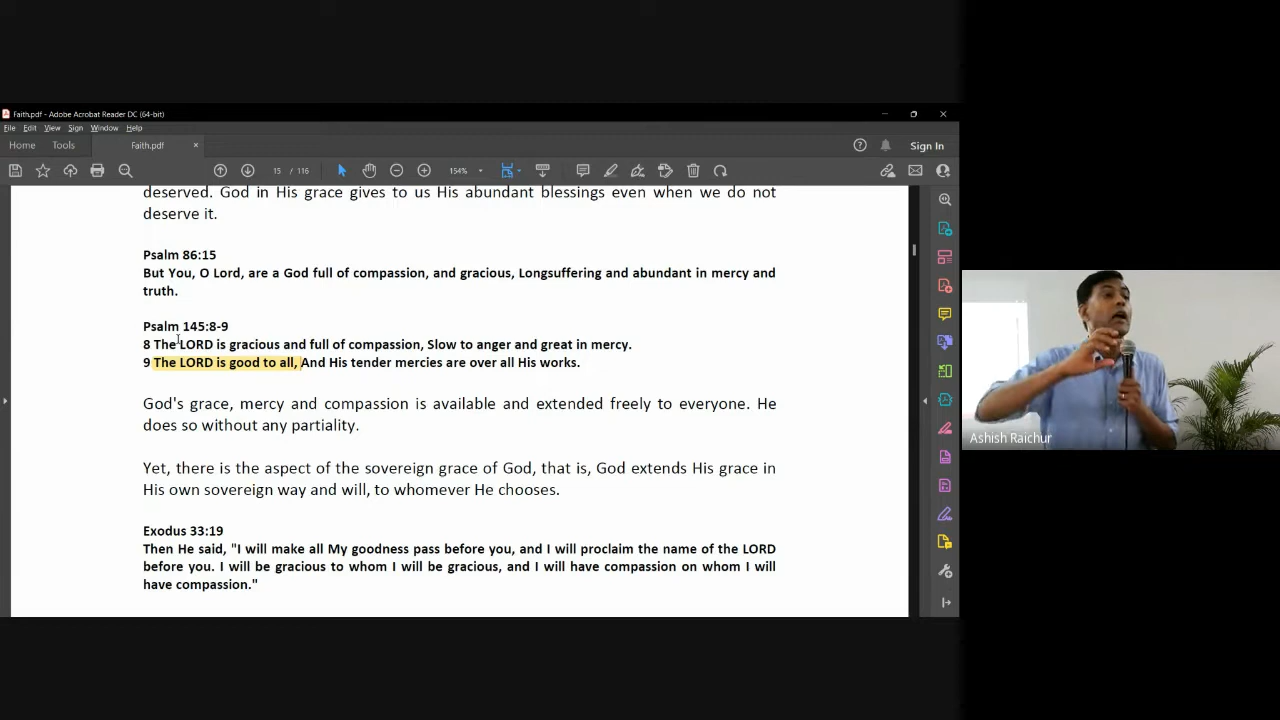 Faith.pdf - Adobe Acrobat Reader DC (64-bit)
File Edit View Sign Window Help
Home Tools Faith.pdf × Sign In
15 / 116 154%
deserved. God in His grace gives to us His abundant blessings even when we do not
deserve it.
Psalm 86:15
But You, O Lord, are a God full of compassion, and gracious, Longsuffering and abundant in mercy and
truth.
Psalm 145:8-9
8 The LORD is gracious and full of compassion, Slow to anger and great in mercy.
9 The LORD is good to all, And His tender mercies are over all His works.
God's grace, mercy and compassion is available and extended freely to everyone. He
does so without any partiality.
Yet, there is the aspect of the sovereign grace of God, that is, God extends His grace in
His own sovereign way and will, to whomever He chooses.
Exodus 33:19
Then He said, "I will make all My goodness pass before you, and I will proclaim the name of the LORD
before you. I will be gracious to whom I will be gracious, and I will have compassion on whom I will
have compassion."
Ashish Raichur